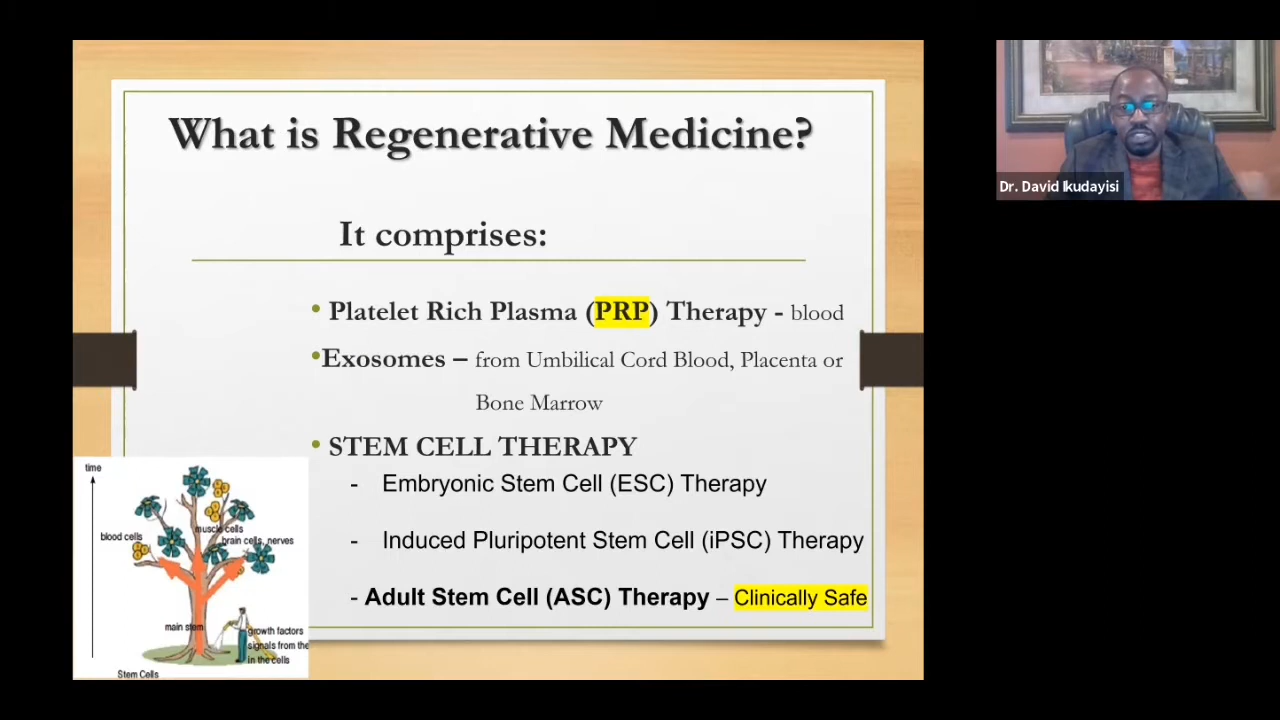 What is Regenerative Medicine?
It comprises:
• Platelet Rich Plasma (PRP) Therapy - blood
•Exosomes – from Umbilical Cord Blood, Placenta or
Bone Marrow
• STEM CELL THERAPY
- Embryonic Stem Cell (ESC) Therapy
- Induced Pluripotent Stem Cell (iPSC) Therapy
- Adult Stem Cell (ASC) Therapy – Clinically Safe
time
muscle cells
blood cells
brain cells, nerves
main stem
growth factors
signals from the
in the cells
Stem Cells
Dr. David Ikudayisi